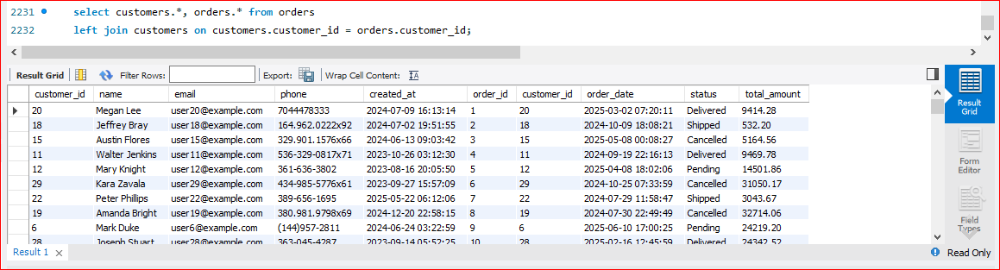 2231 select customers.*, orders.* from orders
2232 left join customers on customers.customer_id = orders.customer_id;
Result Grid Filter Rows: Export: Wrap Cell Content: IA
customer_id name email phone created_at order_id customer_id order_date status total_amount
20 Megan Lee user20@example.com 7044478333 2024-07-09 16:13:14 1 20 2025-03-02 07:20:11 Delivered 9414.28
18 Jeffrey Bray user18@example.com 164.962.0222x92 2024-07-02 19:51:55 2 18 2024-10-09 18:08:21 Shipped 532.20
15 Austin Flores user15@example.com 329.901.1576x66 2024-06-13 09:03:42 3 15 2025-05-08 00:08:27 Cancelled 5164.56
11 Walter Jenkins user11@example.com 536-329-0817x71 2023-10-26 03:12:30 4 11 2024-09-19 22:16:13 Delivered 9469.78
12 Mary Knight user12@example.com 361-636-3802 2023-08-16 20:05:50 5 12 2025-04-08 18:02:06 Pending 14501.86
29 Kara Zavala user29@example.com 434-985-5776x61 2023-09-27 15:57:09 6 29 2024-10-25 07:33:59 Cancelled 31050.17
22 Peter Phillips user22@example.com 389-656-1695 2025-05-22 06:12:06 7 22 2024-07-29 11:58:47 Shipped 3043.67
19 Amanda Bright user19@example.com 380.981.9798x69 2024-12-20 22:58:15 8 19 2024-07-30 22:49:49 Cancelled 32714.06
6 Mark Duke user6@example.com (144)957-2811 2024-06-24 03:22:59 9 6 2025-06-10 17:00:25 Pending 24219.20
28 Joseph Stuart user28@example.com 363-045-4287 2023-09-14 05:52:25 10 28 2025-02-16 12:45:59 Delivered 24342.52
Result
Grid
Form
Editor
Field
Types
Result 1 Read Only